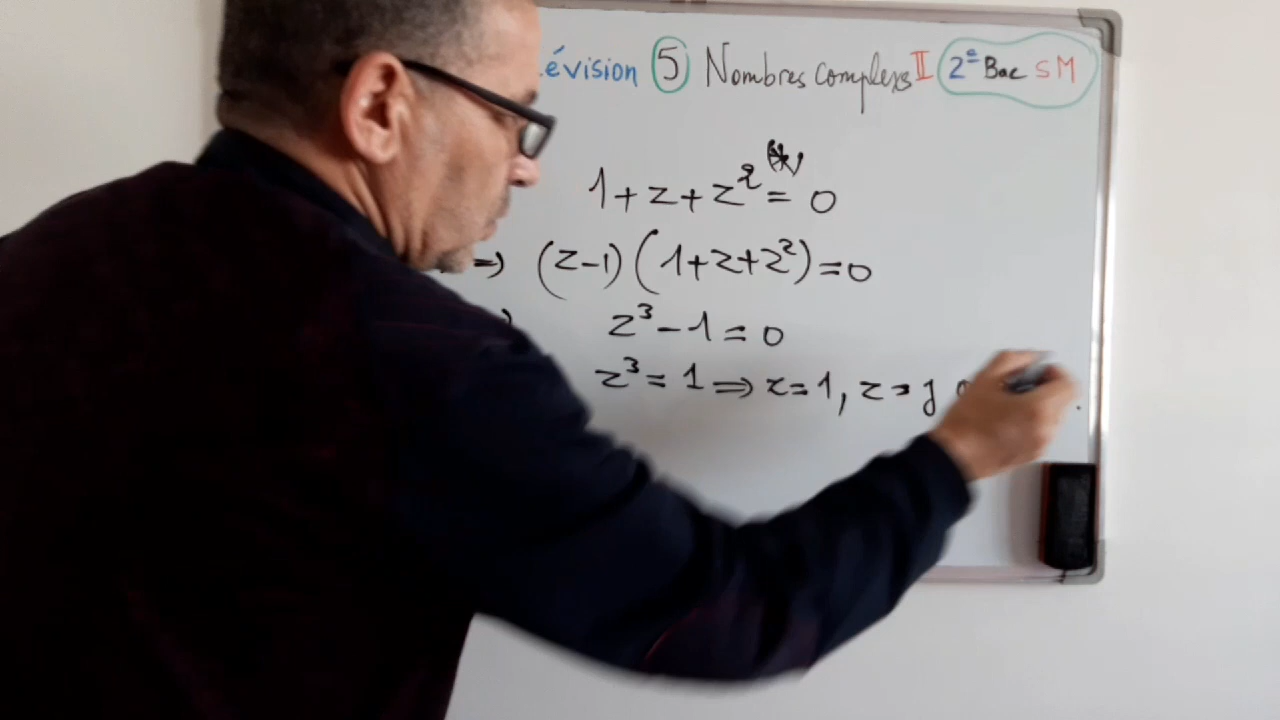 évision 5 Nombres complexs II 2e Bac SM
(*)
1+z+z²=0
⇒ (z-1)(1+z+z²)=0
z³-1=0
z³=1⇒z=1, z=j